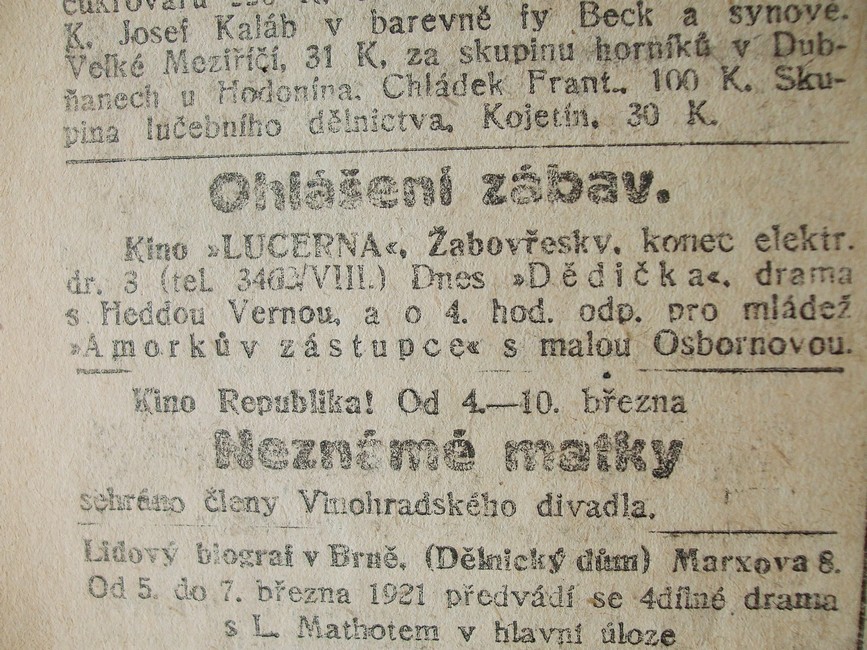 K. Josef Kaláb v barevně fy Beck a synové.
Velké Meziříčí, 31 K, za skupinu horníků v Dub-
ňanech u Hodonína. Chládek Frant., 100 K. Sku-
pina lučebního dělnictva, Kojetín, 30 K.
Ohlášení zábav.
Kino »LUCERNA«, Žabovřesky, konec elektr.
dr. 3 (tel. 3462/VIII.) Dnes »Dědička«, drama
s Heddou Vernou, a o 4. hod. odp. pro mládež
»Amorkův zástupce« s malou Osbornovou.
Kino Republika! Od 4.—10. března
Neznámé matky
sehráno členy Vinohradského divadla.
Lidový biograf v Brně, (Dělnický dům) Marxova 8.
Od 5. do 7. března 1921 předvádí se 4dílné drama
s L. Mathotem v hlavní úloze